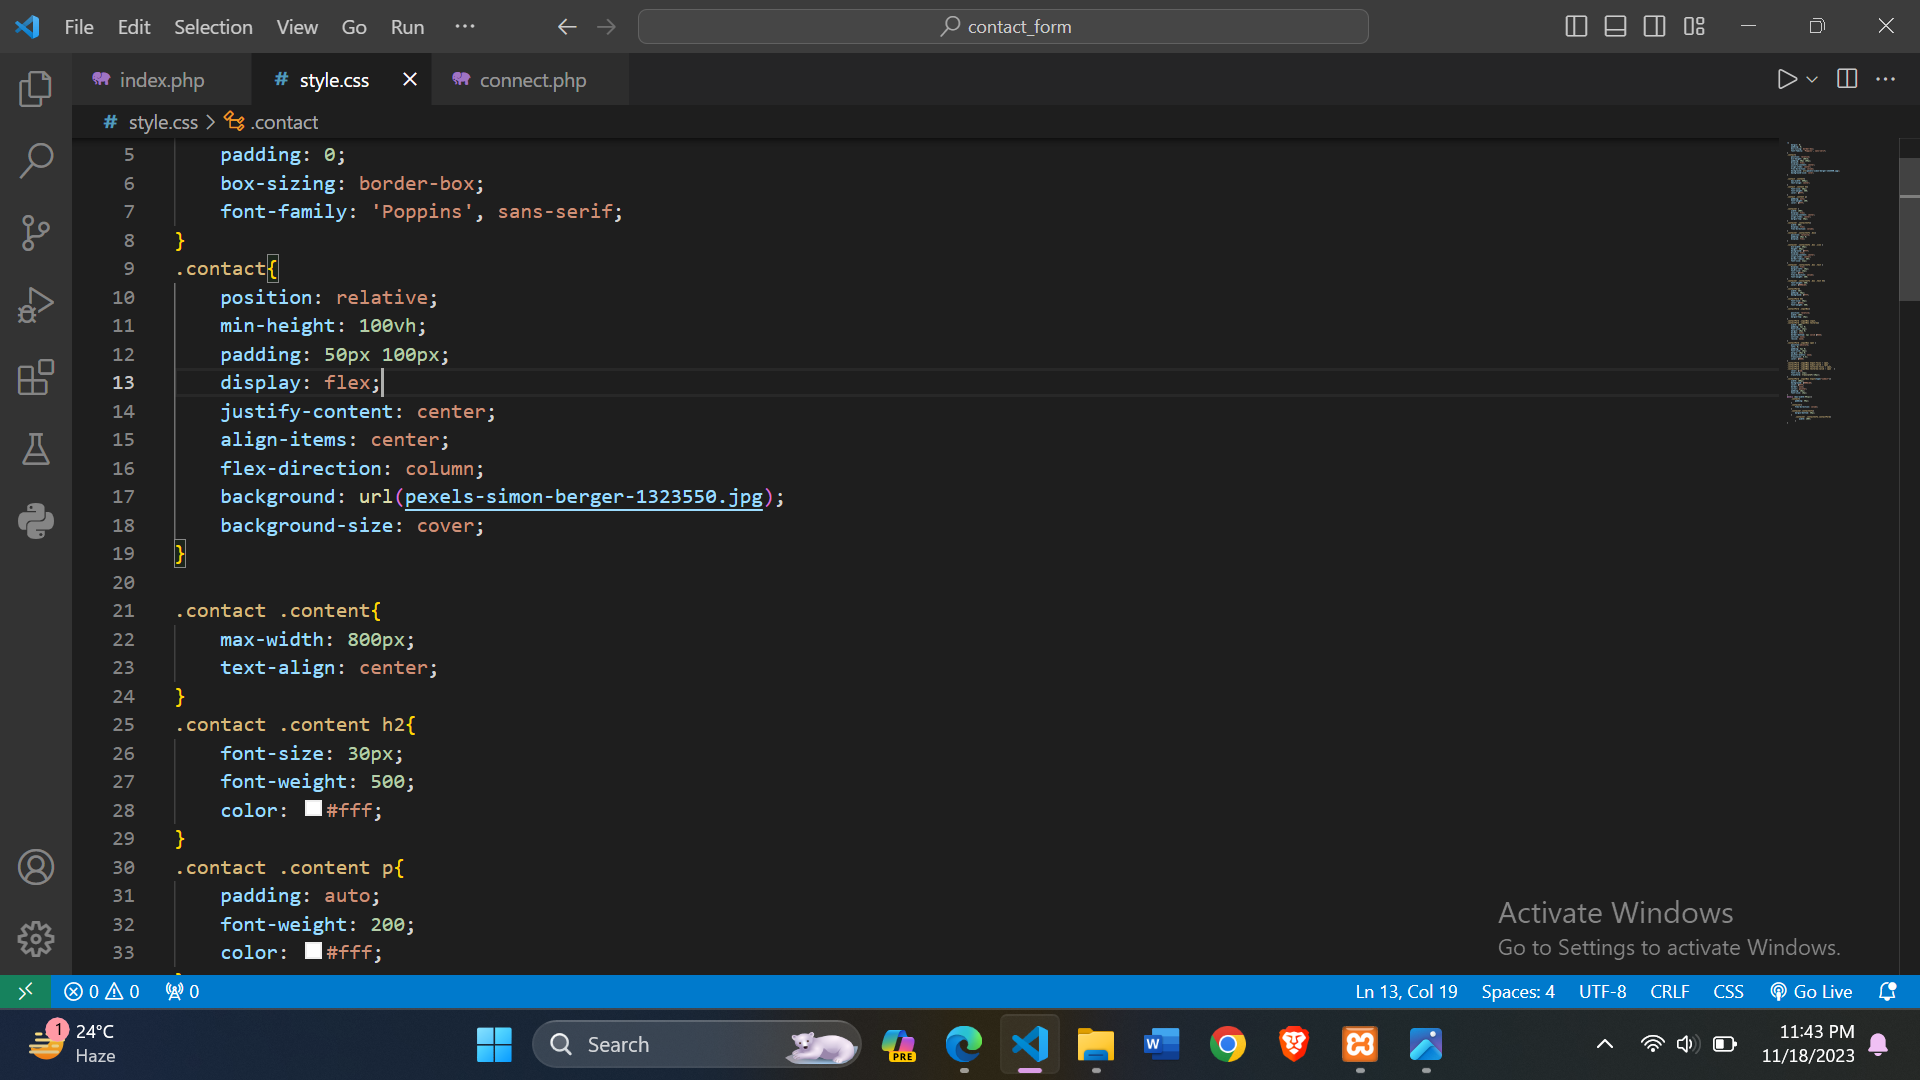 File Edit Selection View Go Run ···
contact_form
index.php
# style.css
connect.php
# style.css > .contact
5 padding: 0;
6 box-sizing: border-box;
7 font-family: 'Poppins', sans-serif;
8 }
9 .contact{
10 position: relative;
11 min-height: 100vh;
12 padding: 50px 100px;
13 display: flex;
14 justify-content: center;
15 align-items: center;
16 flex-direction: column;
17 background: url(pexels-simon-berger-1323550.jpg);
18 background-size: cover;
19 }
20
21 .contact .content{
22 max-width: 800px;
23 text-align: center;
24 }
25 .contact .content h2{
26 font-size: 30px;
27 font-weight: 500;
28 color: #fff;
29 }
30 .contact .content p{
31 padding: auto;
32 font-weight: 200;
33 color: #fff;
Activate Windows
Go to Settings to activate Windows.
0 0 0
Ln 13, Col 19 Spaces: 4 UTF-8 CRLF CSS Go Live
1
24°C
Haze
Search
PRE
W
11:43 PM
11/18/2023